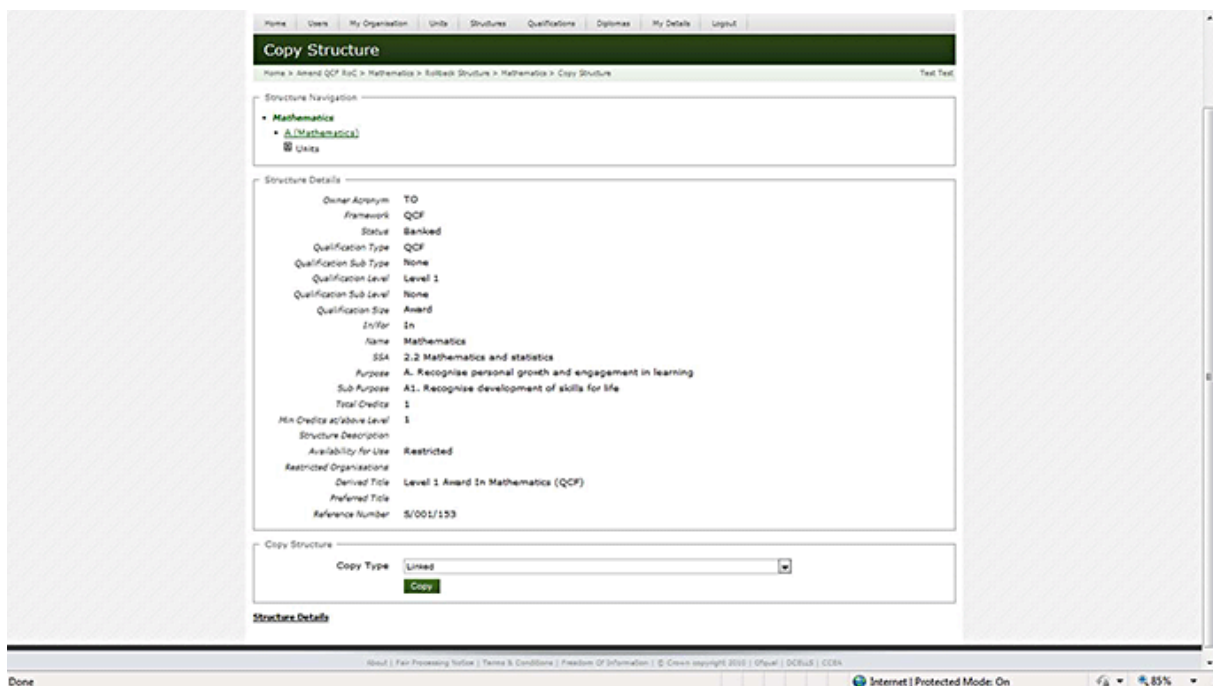 Home Users My Organisation Units Structures Qualifications Diplomas My Details Logout
Copy Structure
Home > Amend QCF RoC > Mathematics > Rollback Structure > Mathematics > Copy Structure Test Test
Structure Navigation
Mathematics
A (Mathematics)
Units
Structure Details
Owner Acronym TO
Framework QCF
Status Banked
Qualification Type QCF
Qualification Sub Type None
Qualification Level Level 1
Qualification Sub Level None
Qualification Size Award
In/for In
Name Mathematics
SSA 2.2 Mathematics and statistics
Purpose A. Recognise personal growth and engagement in learning
Sub Purpose A1. Recognise development of skills for life
Total Credits 1
Min Credits at/above Level 1
Structure Description
Availability for Use Restricted
Restricted Organisations
Derived Title Level 1 Award In Mathematics (QCF)
Preferred Title
Reference Number S/001/153
Copy Structure
Copy Type Linked
Copy
Structure Details
About | Fair Processing Notice | Terms & Conditions | Freedom Of Information | © Crown copyright 2010 | Ofqual | DCELLS | CCEA
Done Internet | Protected Mode: On 85%